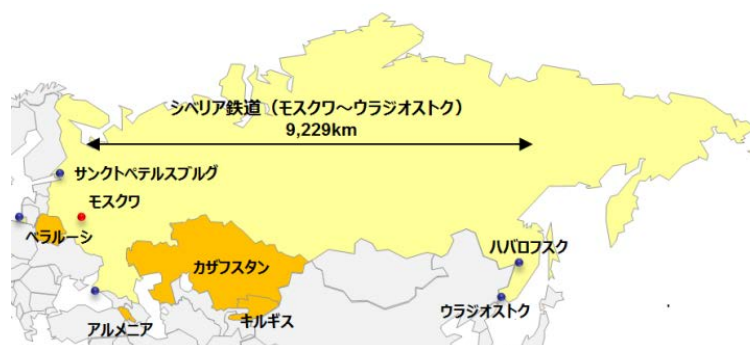 シベリア鉄道（モスクワ～ウラジオストク）
9,229km
サンクトペテルスブルグ
モスクワ
ベラルーシ
ハバロフスク
カザフスタン
ウラジオストク
アルメニア
キルギス